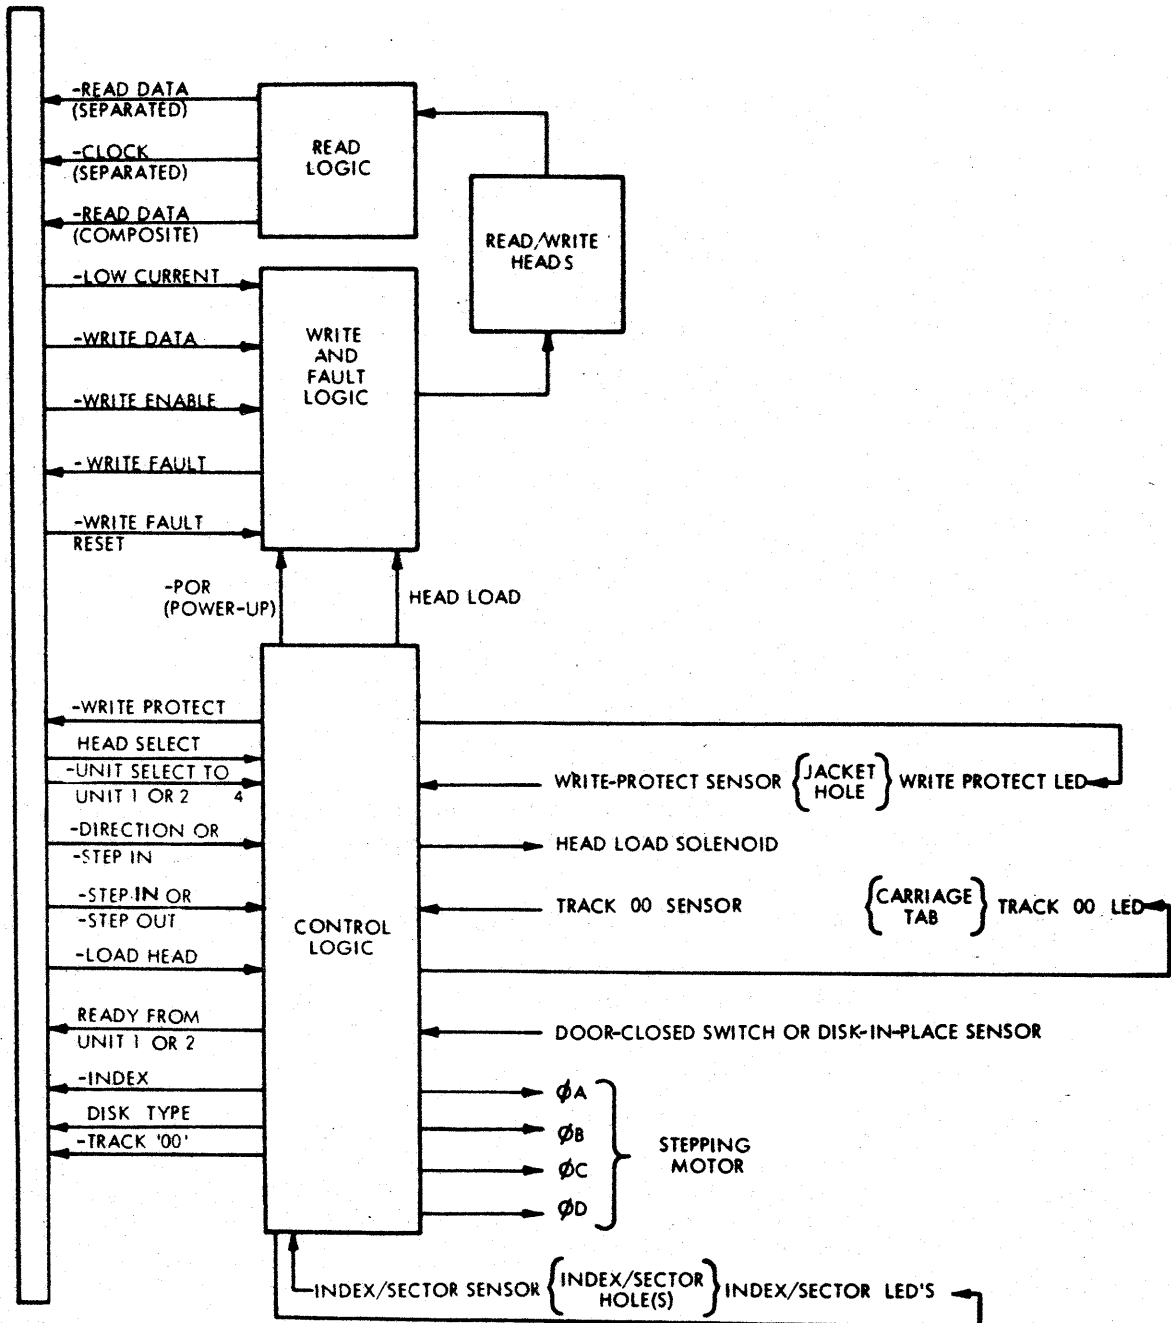 -READ DATA
(SEPARATED)
-CLOCK
(SEPARATED)
-READ DATA
(COMPOSITE)
READ
LOGIC
READ/WRITE
HEADS
-LOW CURRENT
-WRITE DATA
-WRITE ENABLE
- WRITE FAULT
-WRITE FAULT
RESET
WRITE
AND
FAULT
LOGIC
-POR
(POWER-UP)
HEAD LOAD
-WRITE PROTECT
HEAD SELECT
-UNIT SELECT TO
UNIT 1 OR 2 4
-DIRECTION OR
-STEP IN
-STEP IN OR
-STEP OUT
-LOAD HEAD
READY FROM
UNIT 1 OR 2
-INDEX
DISK TYPE
-TRACK '00'
CONTROL
LOGIC
WRITE-PROTECT SENSOR { JACKET
HOLE } WRITE PROTECT LED
HEAD LOAD SOLENOID
TRACK 00 SENSOR { CARRIAGE
TAB } TRACK 00 LED
DOOR-CLOSED SWITCH OR DISK-IN-PLACE SENSOR
ØA
ØB
ØC
ØD
STEPPING
MOTOR
INDEX/SECTOR SENSOR { INDEX/SECTOR
HOLE(S) } INDEX/SECTOR LED'S